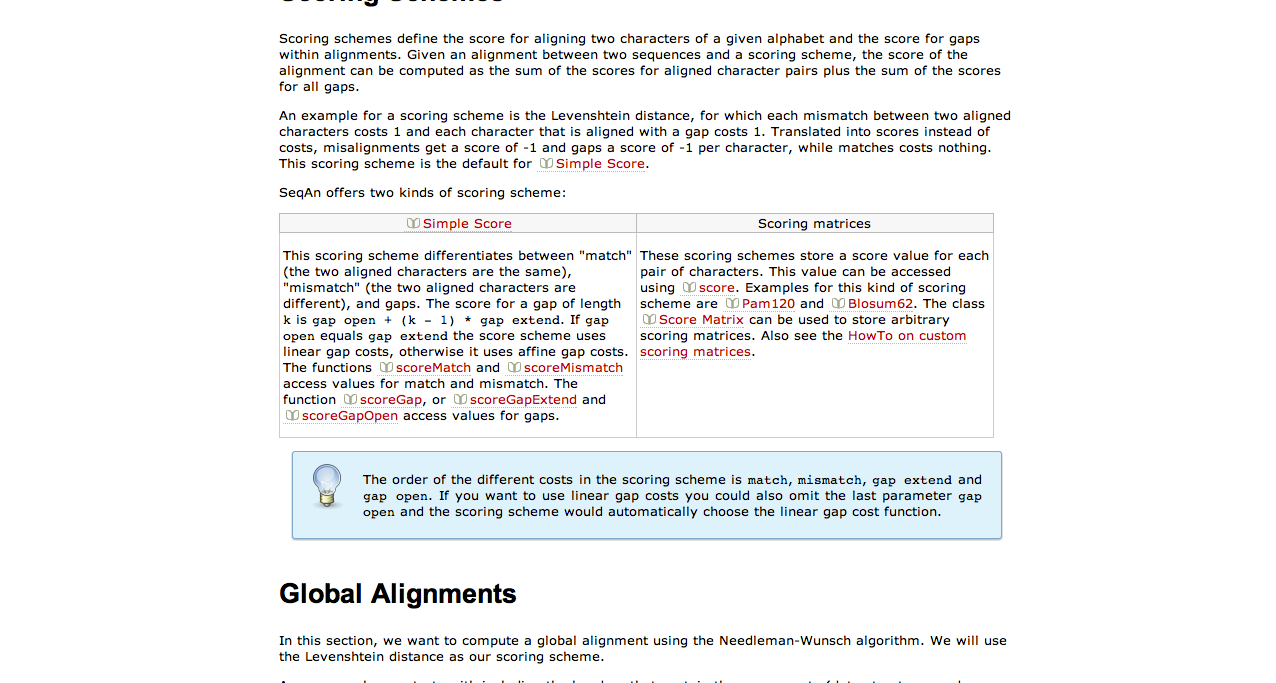 Scoring Schemes
Scoring schemes define the score for aligning two characters of a given alphabet and the score for gaps
within alignments. Given an alignment between two sequences and a scoring scheme, the score of the
alignment can be computed as the sum of the scores for aligned character pairs plus the sum of the scores
for all gaps.
An example for a scoring scheme is the Levenshtein distance, for which each mismatch between two aligned
characters costs 1 and each character that is aligned with a gap costs 1. Translated into scores instead of
costs, misalignments get a score of -1 and gaps a score of -1 per character, while matches costs nothing.
This scoring scheme is the default for Simple Score.
SeqAn offers two kinds of scoring scheme:
Simple Score
This scoring scheme differentiates between "match"
(the two aligned characters are the same),
"mismatch" (the two aligned characters are
different), and gaps. The score for a gap of length
k is gap open + (k - 1) * gap extend. If gap
open equals gap extend the score scheme uses
linear gap costs, otherwise it uses affine gap costs.
The functions scoreMatch and scoreMismatch
access values for match and mismatch. The
function scoreGap, or scoreGapExtend and
scoreGapOpen access values for gaps.
Scoring matrices
These scoring schemes store a score value for each
pair of characters. This value can be accessed
using score. Examples for this kind of scoring
scheme are Pam120 and Blosum62. The class
Score Matrix can be used to store arbitrary
scoring matrices. Also see the HowTo on custom
scoring matrices.
The order of the different costs in the scoring scheme is match, mismatch, gap extend and
gap open. If you want to use linear gap costs you could also omit the last parameter gap
open and the scoring scheme would automatically choose the linear gap cost function.
Global Alignments
In this section, we want to compute a global alignment using the Needleman-Wunsch algorithm. We will use
the Levenshtein distance as our scoring scheme.